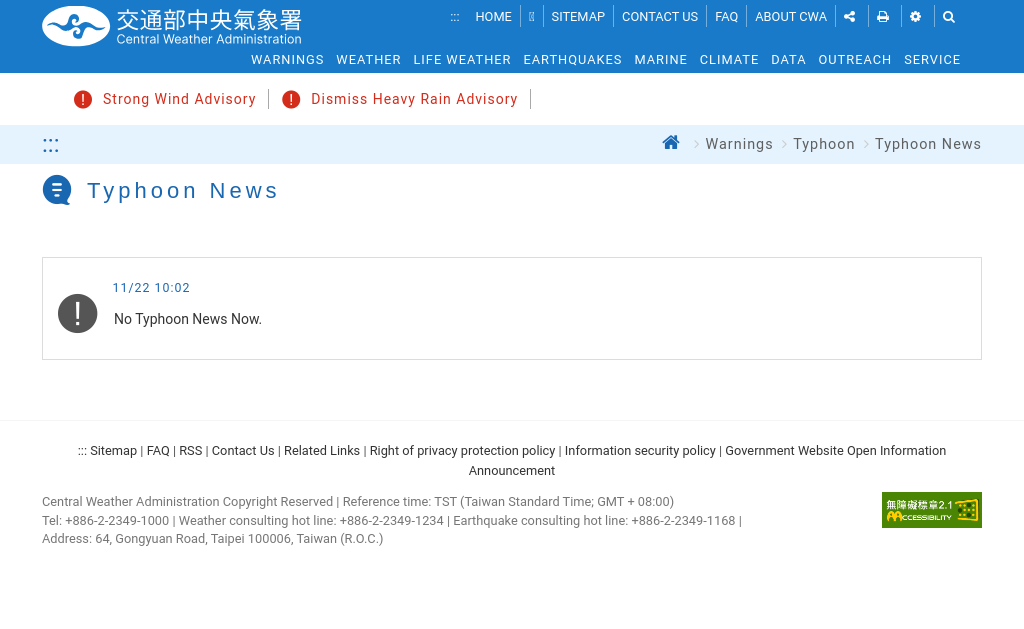 交通部中央氣象署
Central Weather Administration
::: HOME SITEMAP CONTACT US FAQ ABOUT CWA
WARNINGS WEATHER LIFE WEATHER EARTHQUAKES MARINE CLIMATE DATA OUTREACH SERVICE
Strong Wind Advisory Dismiss Heavy Rain Advisory
::: Warnings Typhoon Typhoon News
Typhoon News
11/22 10:02
No Typhoon News Now.
::: Sitemap | FAQ | RSS | Contact Us | Related Links | Right of privacy protection policy | Information security policy | Government Website Open Information
Announcement
Central Weather Administration Copyright Reserved | Reference time: TST (Taiwan Standard Time; GMT + 08:00)
Tel: +886-2-2349-1000 | Weather consulting hot line: +886-2-2349-1234 | Earthquake consulting hot line: +886-2-2349-1168 |
Address: 64, Gongyuan Road, Taipei 100006, Taiwan (R.O.C.)
無障礙標章2.1
AACCESSIBILITY